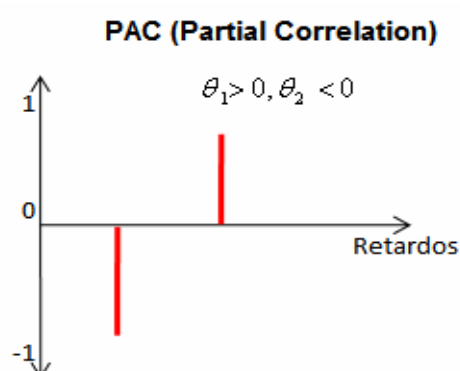 PAC (Partial Correlation)
θ₁> 0, θ₂ < 0
1
0
Retardos
-1